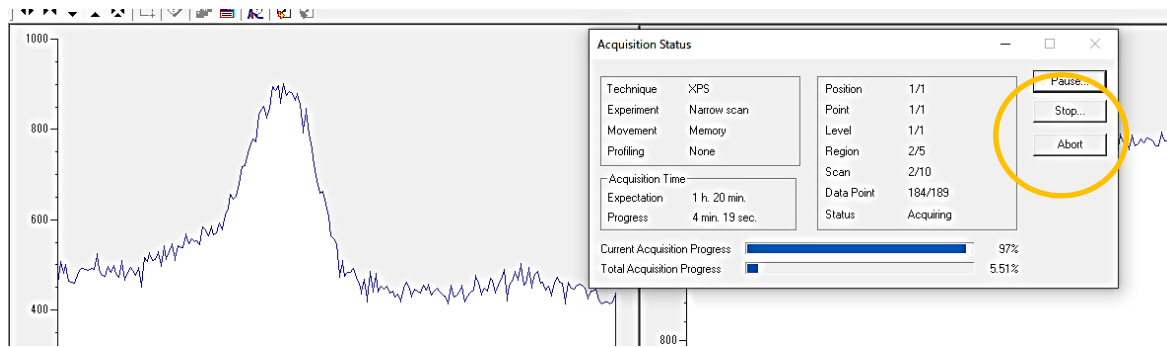 1000
800
600
400
Acquisition Status
Technique XPS
Experiment Narrow scan
Movement Memory
Profiling None
Acquisition Time
Expectation 1 h. 20 min.
Progress 4 min. 19 sec.
Position 1/1
Point 1/1
Level 1/1
Region 2/5
Scan 2/10
Data Point 184/189
Status Acquiring
Pause...
Stop...
Abort
Current Acquisition Progress 97%
Total Acquisition Progress 5.51%
800